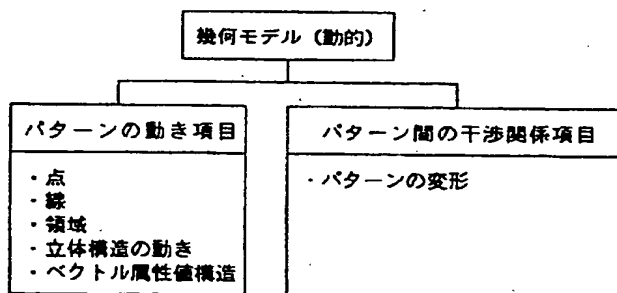 幾何モデル（動的）
パターンの動き項目
・点
・線
・領域
・立体構造の動き
・ベクトル属性値構造
パターン間の干渉関係項目
・パターンの変形